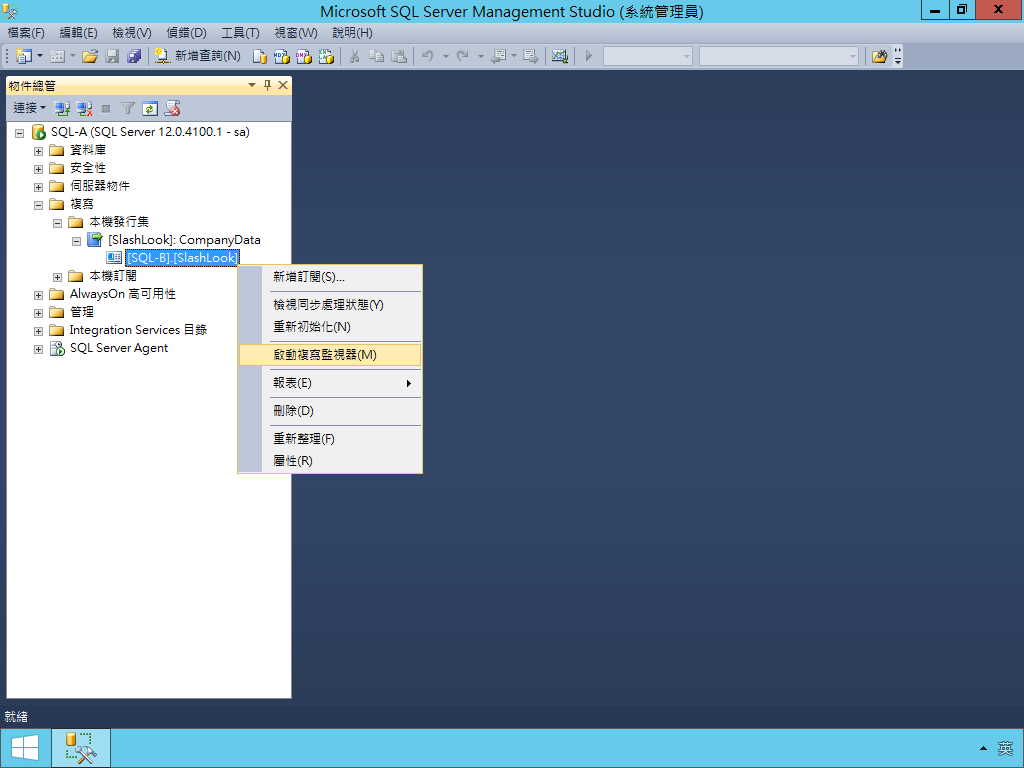 Microsoft SQL Server Management Studio (系統管理員)
檔案(F) 編輯(E) 檢視(V) 偵錯(D) 工具(T) 視窗(W) 說明(H)
新增查詢(N)
物件總管
連接
SQL-A (SQL Server 12.0.4100.1 - sa)
資料庫
安全性
伺服器物件
複寫
本機發行集
[SlashLook]: CompanyData
[SQL-B].[SlashLook]
本機訂閱
AlwaysOn 高可用性
管理
Integration Services 目錄
SQL Server Agent
新增訂閱(S)...
檢視同步處理狀態(Y)
重新初始化(N)
啟動複寫監視器(M)
報表(E)
刪除(D)
重新整理(F)
屬性(R)
就緒
英